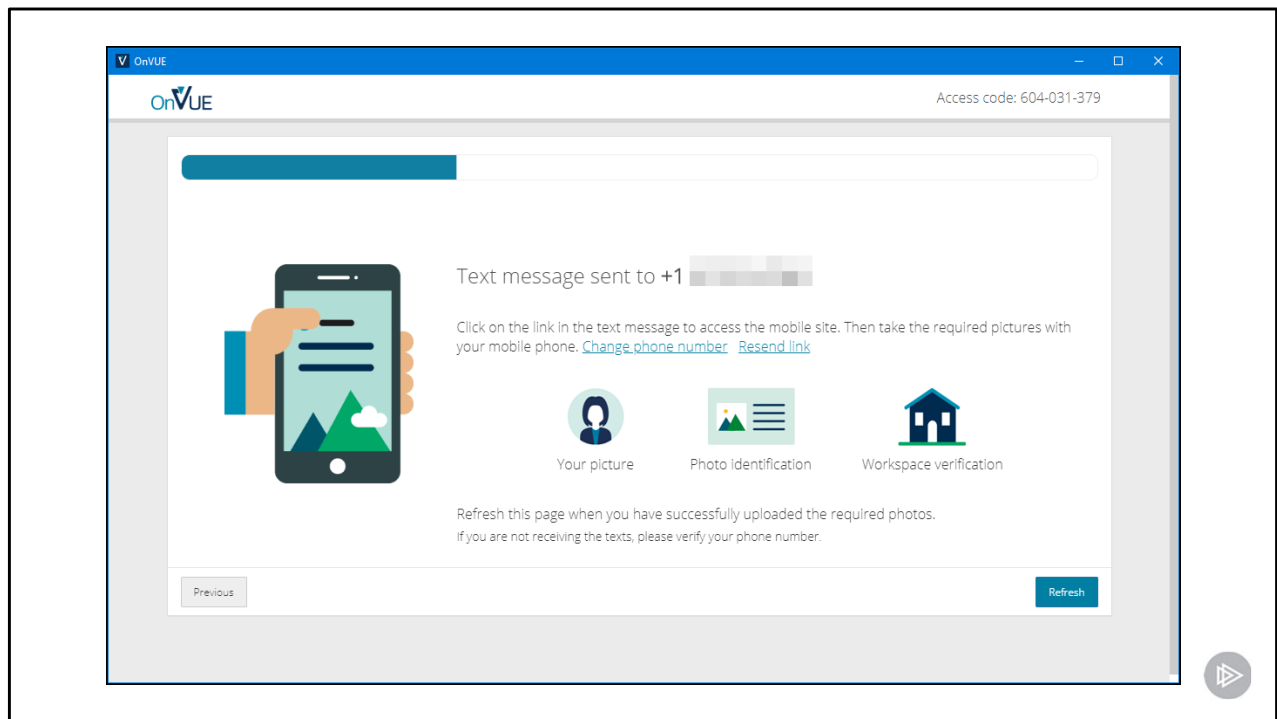 OnVUE
OnVUE
Access code: 604-031-379
Text message sent to +1
Click on the link in the text message to access the mobile site. Then take the required pictures with
your mobile phone. Change phone number Resend link
Your picture Photo identification Workspace verification
Refresh this page when you have successfully uploaded the required photos.
If you are not receiving the texts, please verify your phone number.
Previous Refresh